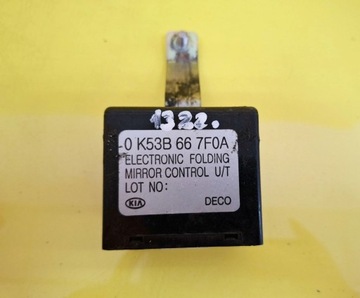 1322.
0 K53B 66 7F0A
ELECTRONIC FOLDING
MIRROR CONTROL U/T
LOT NO:
KIA DECO